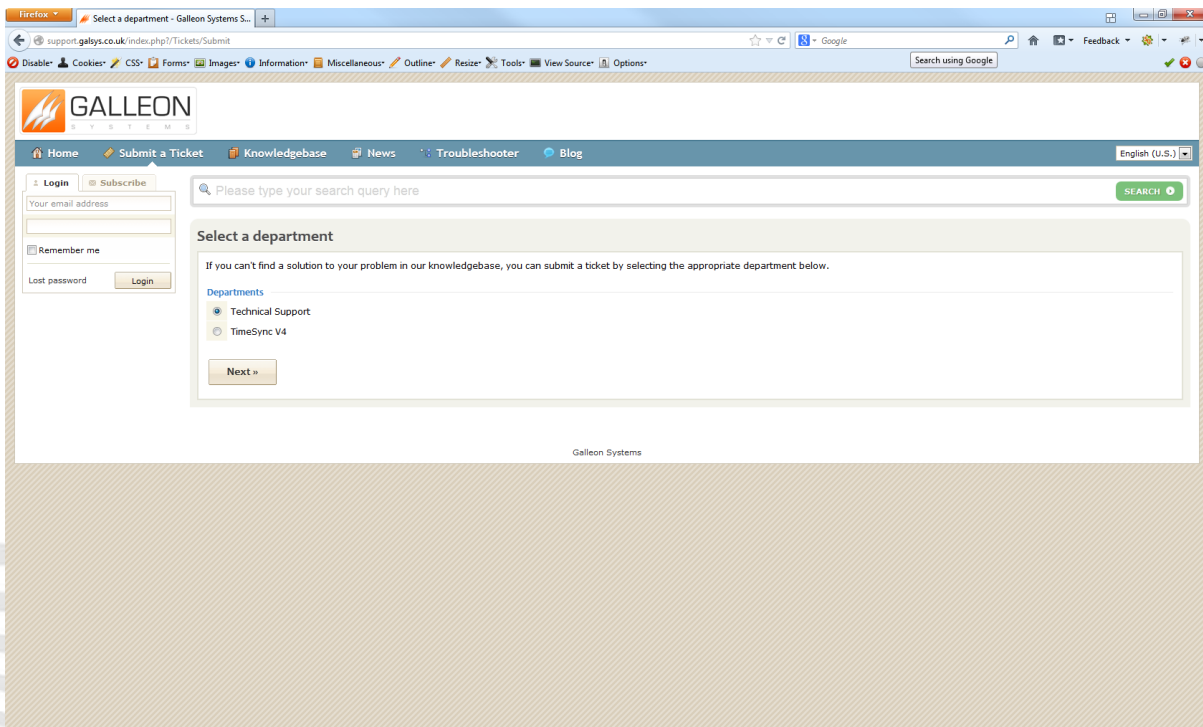 Firefox
Select a department - Galleon Systems S...
support.galsys.co.uk/index.php?/Tickets/Submit
Google
Feedback
Disable
Cookies
CSS
Forms
Images
Information
Miscellaneous
Outline
Resize
Tools
View Source
Options
Search using Google
GALLEON
SYSTEMS
Home
Submit a Ticket
Knowledgebase
News
Troubleshooter
Blog
English (U.S.)
Login
Subscribe
Your email address
Remember me
Lost password
Login
Please type your search query here
SEARCH
Select a department
If you can't find a solution to your problem in our knowledgebase, you can submit a ticket by selecting the appropriate department below.
Departments
Technical Support
TimeSync V4
Next »
Galleon Systems